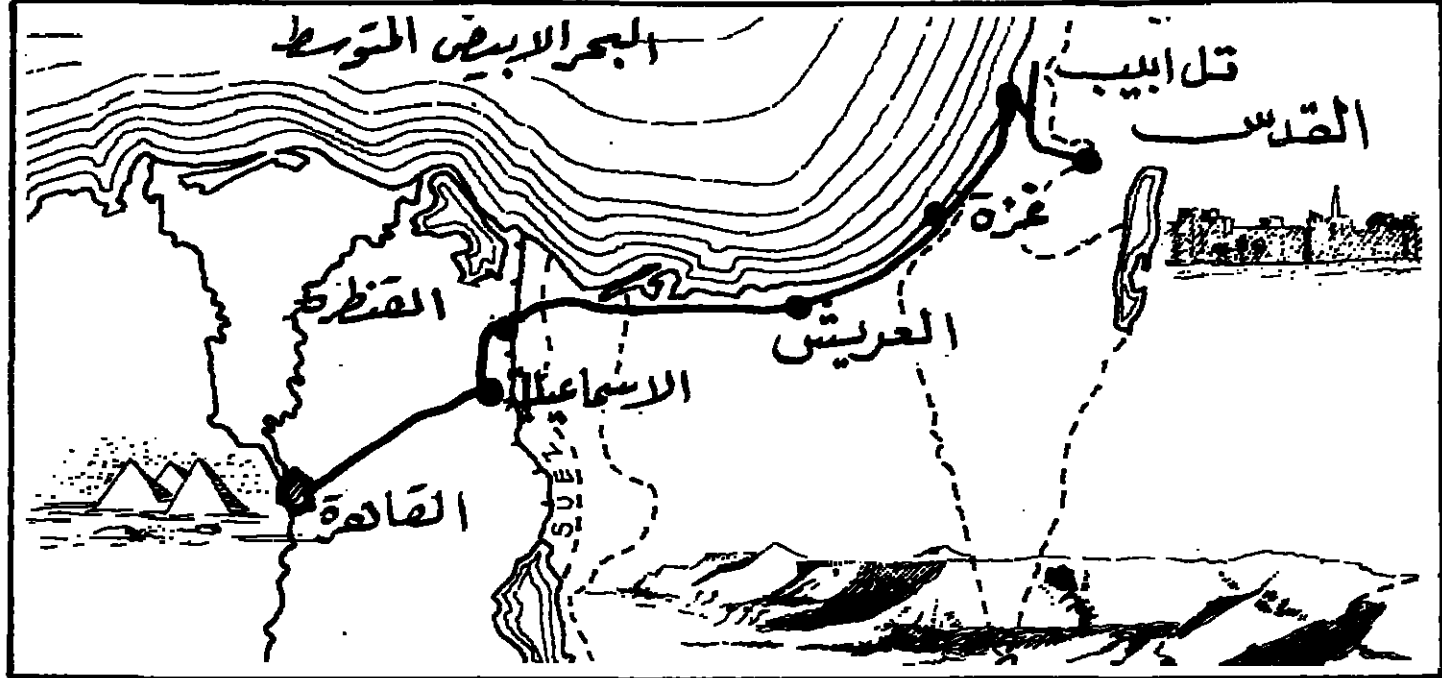 البحر الابيض المتوسط
تل ابيب
القدس
غزة
القنطرة
العريش
الاسماعيلية
القاهرة
SUEZ